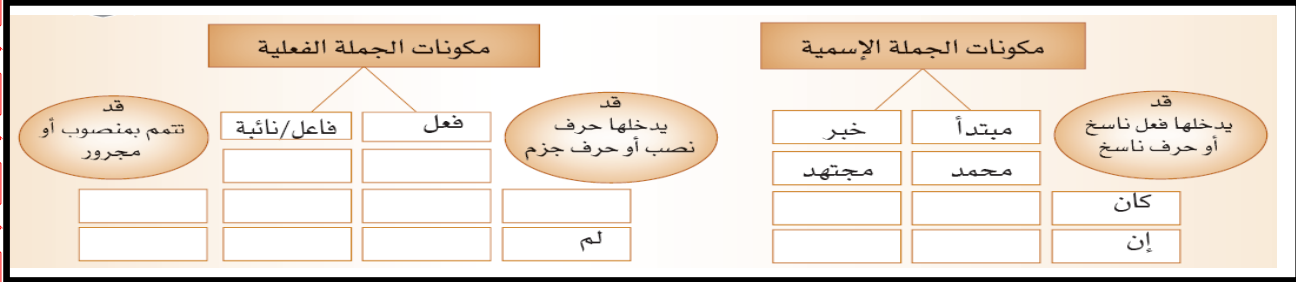 مكونات الجملة الإسمية
قد
يدخلها فعل ناسخ
أو حرف ناسخ
مبتدأ
خبر
محمد
مجتهد
كان
إن
مكونات الجملة الفعلية
قد
يدخلها حرف
نصب أو حرف جزم
فعل
فاعل/نائبة
قد
تتمم بمنصوب أو
مجرور
لم